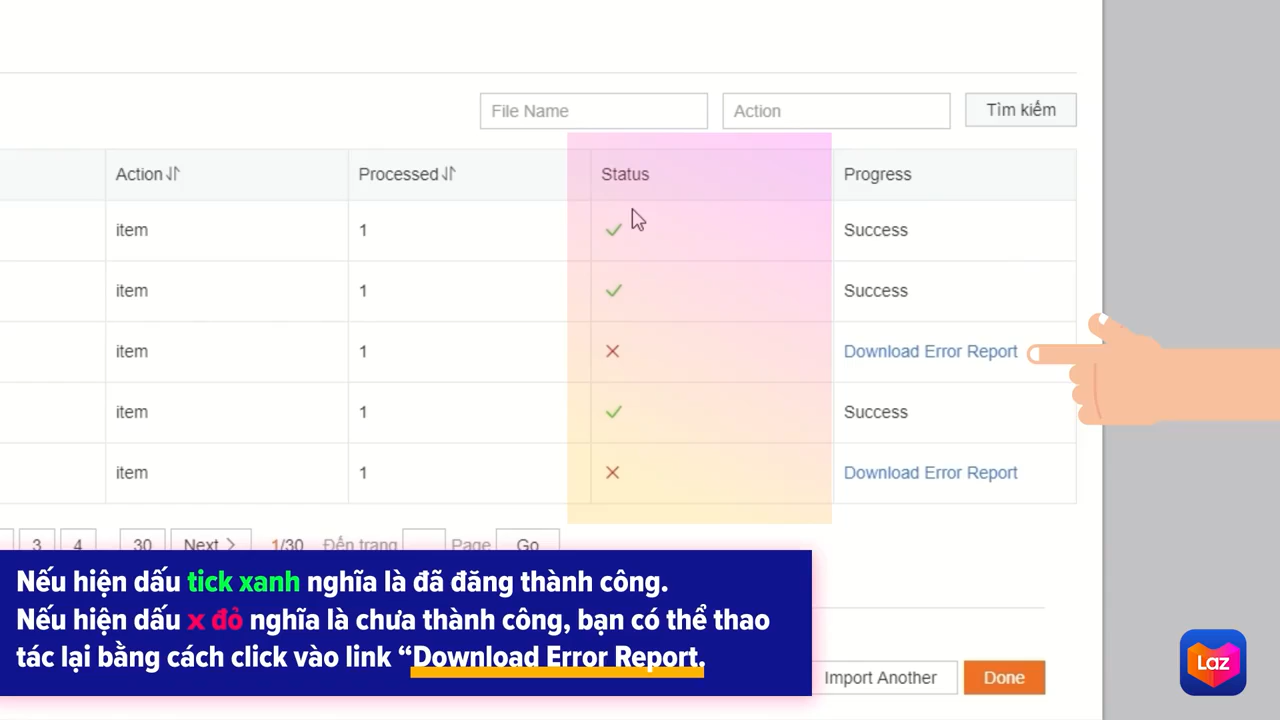 File Name Action Tìm kiếm
Action Processed Status Progress
item 1 Success
item 1 Success
item 1 Download Error Report
item 1 Success
item 1 Download Error Report
3 4 30 Next 1/30 Đến trang Page Go
Nếu hiện dấu tick xanh nghĩa là đã đăng thành công.
Nếu hiện dấu x đỏ nghĩa là chưa thành công, bạn có thể thao
tác lại bằng cách click vào link “Download Error Report.
Import Another Done
Laz